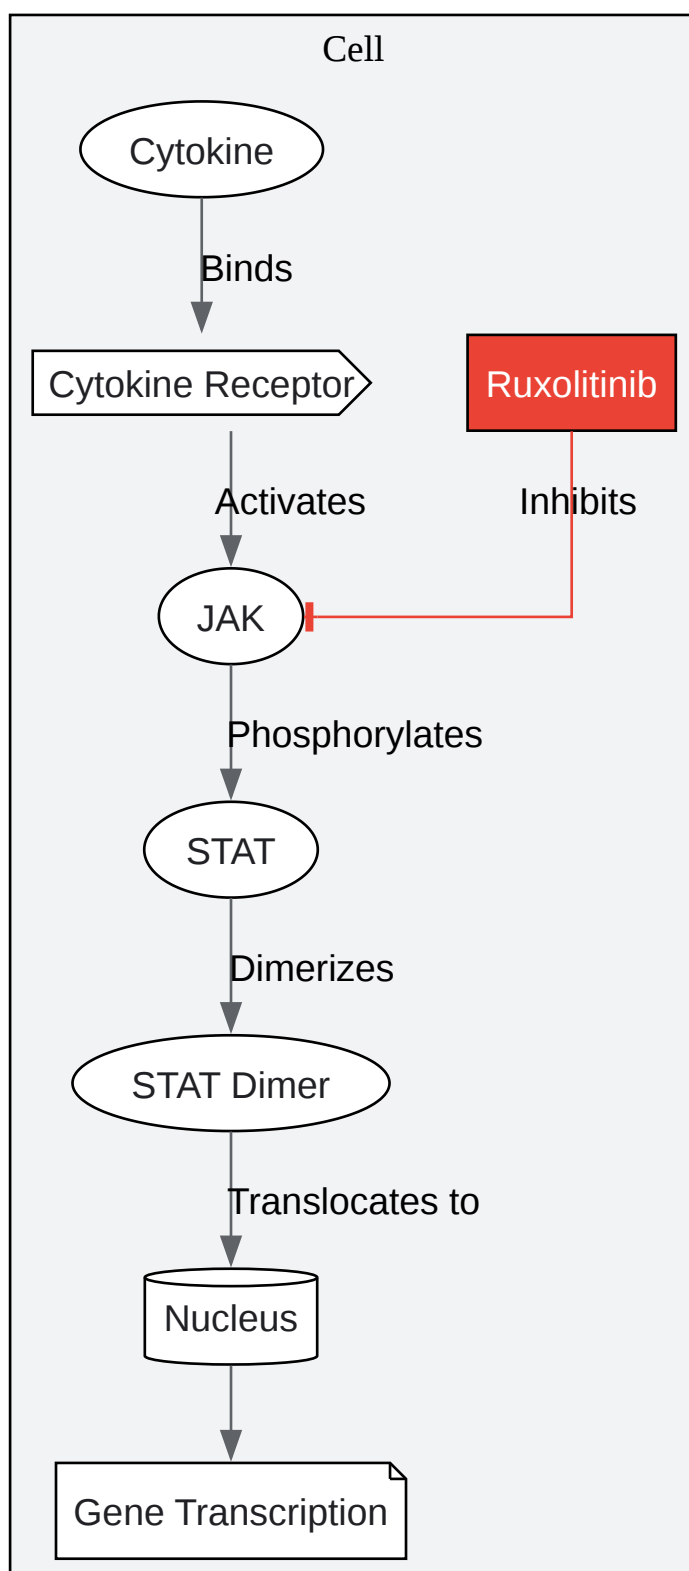 Cell
Cytokine
Binds
Cytokine Receptor
Ruxolitinib
Activates
Inhibits
JAK
Phosphorylates
STAT
Dimerizes
STAT Dimer
Translocates to
Nucleus
Gene Transcription